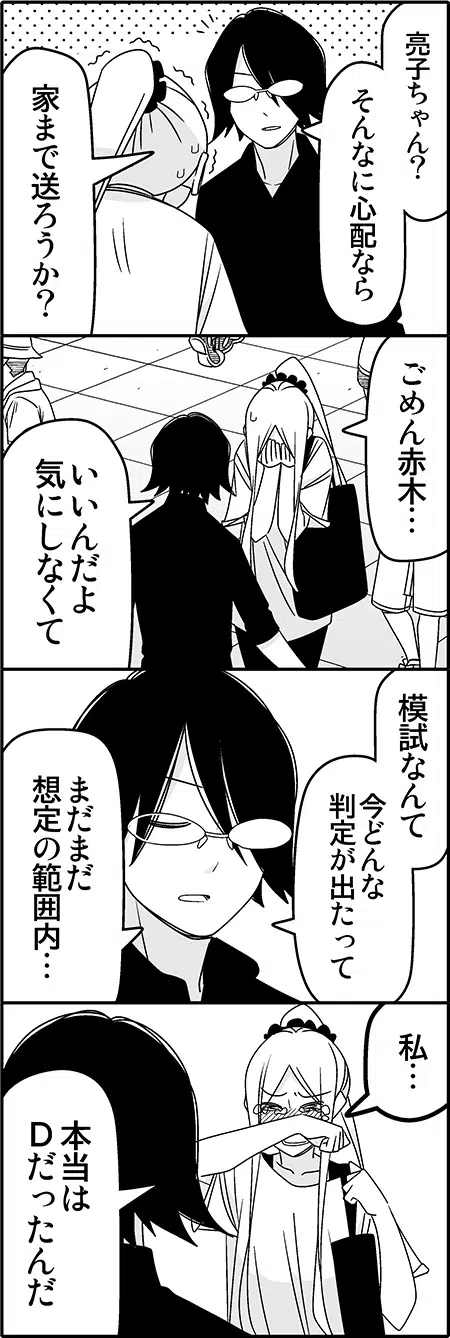 亮子ちゃん？
そんなに心配なら
家まで送ろうか？
ごめん赤木…
いいんだよ
気にしなくて
模試なんて
今どんな
判定が出たって
まだまだ
想定の範囲内…
私…
本当は
Dだったんだ